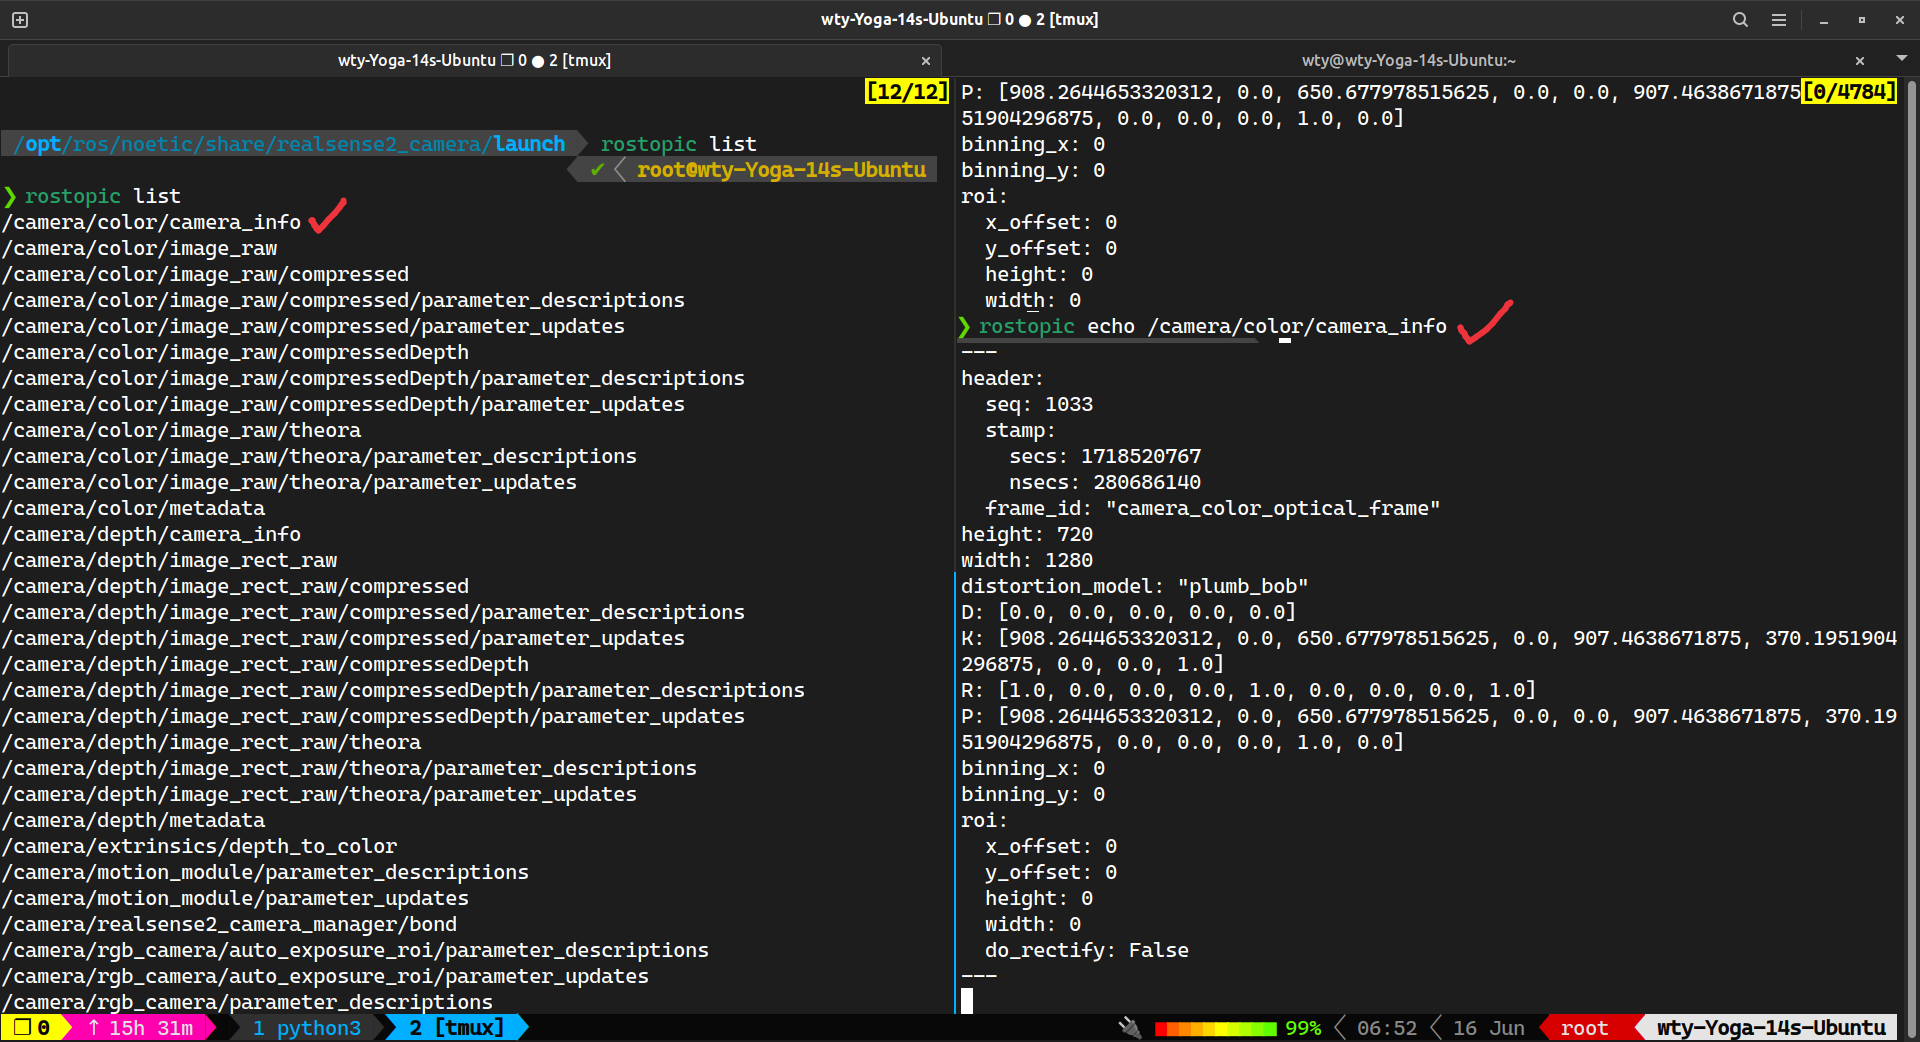 wty-Yoga-14s-Ubuntu ❐ 0 ● 2 [tmux]
wty-Yoga-14s-Ubuntu ❐ 0 ● 2 [tmux]
wty@wty-Yoga-14s-Ubuntu:~
[12/12]
/opt/ros/noetic/share/realsense2_camera/launch rostopic list
✔ root@wty-Yoga-14s-Ubuntu
❯ rostopic list
/camera/color/camera_info
/camera/color/image_raw
/camera/color/image_raw/compressed
/camera/color/image_raw/compressed/parameter_descriptions
/camera/color/image_raw/compressed/parameter_updates
/camera/color/image_raw/compressedDepth
/camera/color/image_raw/compressedDepth/parameter_descriptions
/camera/color/image_raw/compressedDepth/parameter_updates
/camera/color/image_raw/theora
/camera/color/image_raw/theora/parameter_descriptions
/camera/color/image_raw/theora/parameter_updates
/camera/color/metadata
/camera/depth/camera_info
/camera/depth/image_rect_raw
/camera/depth/image_rect_raw/compressed
/camera/depth/image_rect_raw/compressed/parameter_descriptions
/camera/depth/image_rect_raw/compressed/parameter_updates
/camera/depth/image_rect_raw/compressedDepth
/camera/depth/image_rect_raw/compressedDepth/parameter_descriptions
/camera/depth/image_rect_raw/compressedDepth/parameter_updates
/camera/depth/image_rect_raw/theora
/camera/depth/image_rect_raw/theora/parameter_descriptions
/camera/depth/image_rect_raw/theora/parameter_updates
/camera/depth/metadata
/camera/extrinsics/depth_to_color
/camera/motion_module/parameter_descriptions
/camera/motion_module/parameter_updates
/camera/realsense2_camera_manager/bond
/camera/rgb_camera/auto_exposure_roi/parameter_descriptions
/camera/rgb_camera/auto_exposure_roi/parameter_updates
/camera/rgb_camera/parameter_descriptions
P: [908.2644653320312, 0.0, 650.677978515625, 0.0, 0.0, 907.4638671875[0/4784]
51904296875, 0.0, 0.0, 0.0, 1.0, 0.0]
binning_x: 0
binning_y: 0
roi:
  x_offset: 0
  y_offset: 0
  height: 0
  width: 0
❯ rostopic echo /camera/color/camera_info
---
header:
  seq: 1033
  stamp:
    secs: 1718520767
    nsecs: 280686140
  frame_id: "camera_color_optical_frame"
height: 720
width: 1280
distortion_model: "plumb_bob"
D: [0.0, 0.0, 0.0, 0.0, 0.0]
K: [908.2644653320312, 0.0, 650.677978515625, 0.0, 907.4638671875, 370.1951904
296875, 0.0, 0.0, 1.0]
R: [1.0, 0.0, 0.0, 0.0, 1.0, 0.0, 0.0, 0.0, 1.0]
P: [908.2644653320312, 0.0, 650.677978515625, 0.0, 0.0, 907.4638671875, 370.19
51904296875, 0.0, 0.0, 0.0, 1.0, 0.0]
binning_x: 0
binning_y: 0
roi:
  x_offset: 0
  y_offset: 0
  height: 0
  width: 0
  do_rectify: False
---
❐ 0 ↑ 15h 31m 1 python3 2 [tmux] 99% 06:52 16 Jun root wty-Yoga-14s-Ubuntu